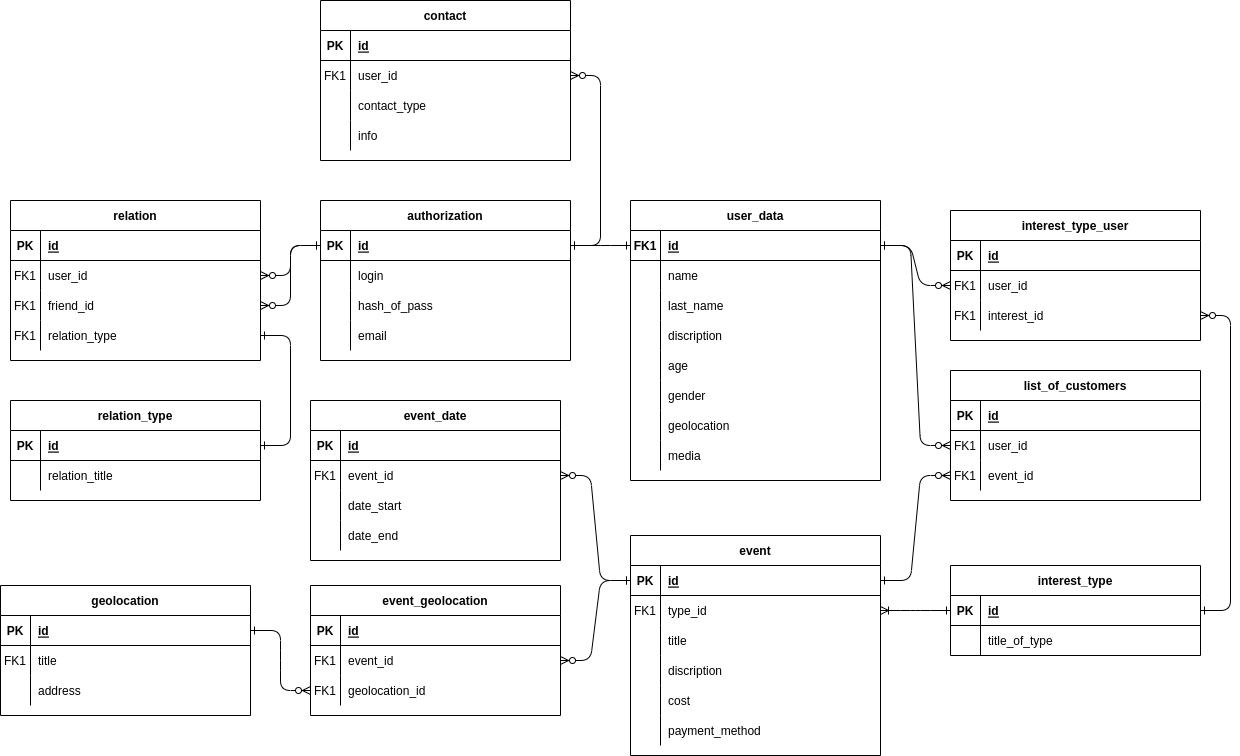 contact
PK id
FK1 user_id
contact_type
info
relation
PK id
FK1 user_id
FK1 friend_id
FK1 relation_type
authorization
PK id
login
hash_of_pass
email
user_data
FK1 id
name
last_name
discription
age
gender
geolocation
media
interest_type_user
PK id
FK1 user_id
FK1 interest_id
relation_type
PK id
relation_title
event_date
PK id
FK1 event_id
date_start
date_end
list_of_customers
PK id
FK1 user_id
FK1 event_id
geolocation
PK id
FK1 title
address
event_geolocation
PK id
FK1 event_id
FK1 geolocation_id
event
PK id
FK1 type_id
title
discription
cost
payment_method
interest_type
PK id
title_of_type